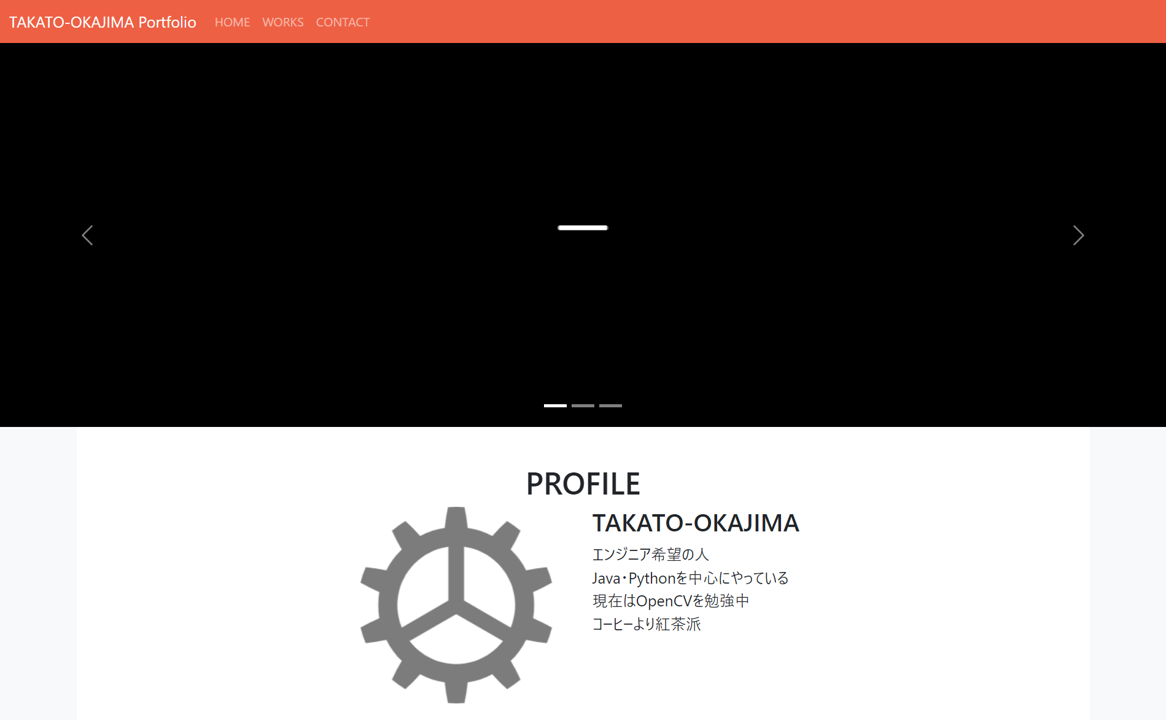 TAKATO-OKAJIMA Portfolio HOME WORKS CONTACT
PROFILE
TAKATO-OKAJIMA
エンジニア希望の人
Java・Pythonを中心にやっている
現在はOpenCVを勉強中
コーヒーより紅茶派